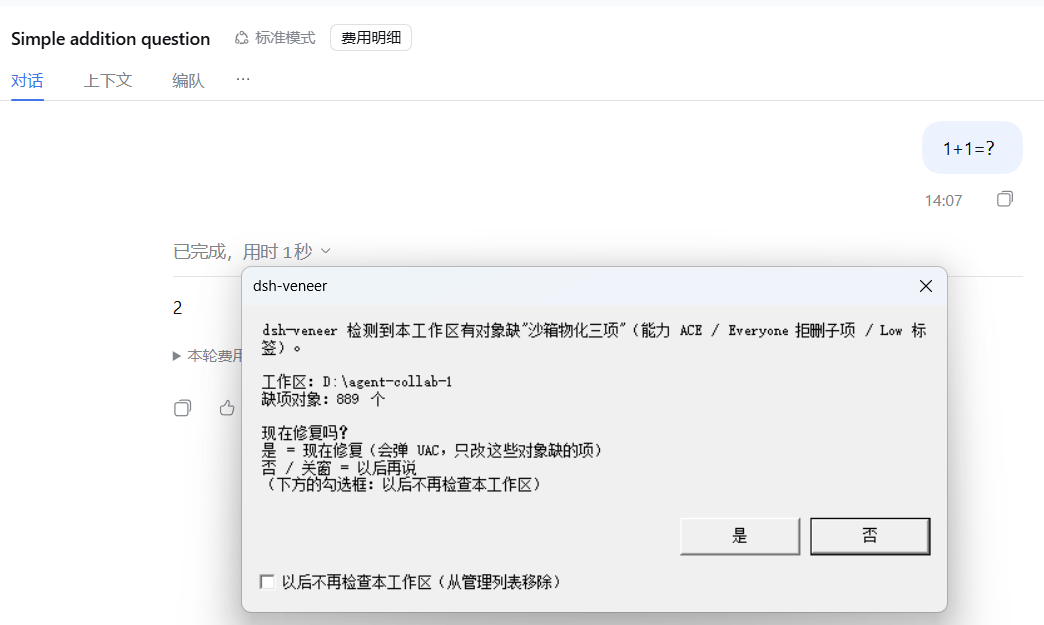 Simple addition question 标准模式 费用明细
对话 上下文 编队 ···
1+1=?
14:07
已完成，用时 1 秒
dsh-veneer
2
dsh-veneer 检测到本工作区有对象缺"沙箱物化三项"（能力 ACE / Everyone 拒删子项 / Low 标
签）。
本轮费用
工作区：D:\agent-collab-1
缺项对象：889 个
现在修复吗？
是 = 现在修复（会弹 UAC，只改这些对象缺的项）
否 / 关窗 = 以后再说
（下方的勾选框：以后不再检查本工作区）
是 否
以后不再检查本工作区（从管理列表移除）